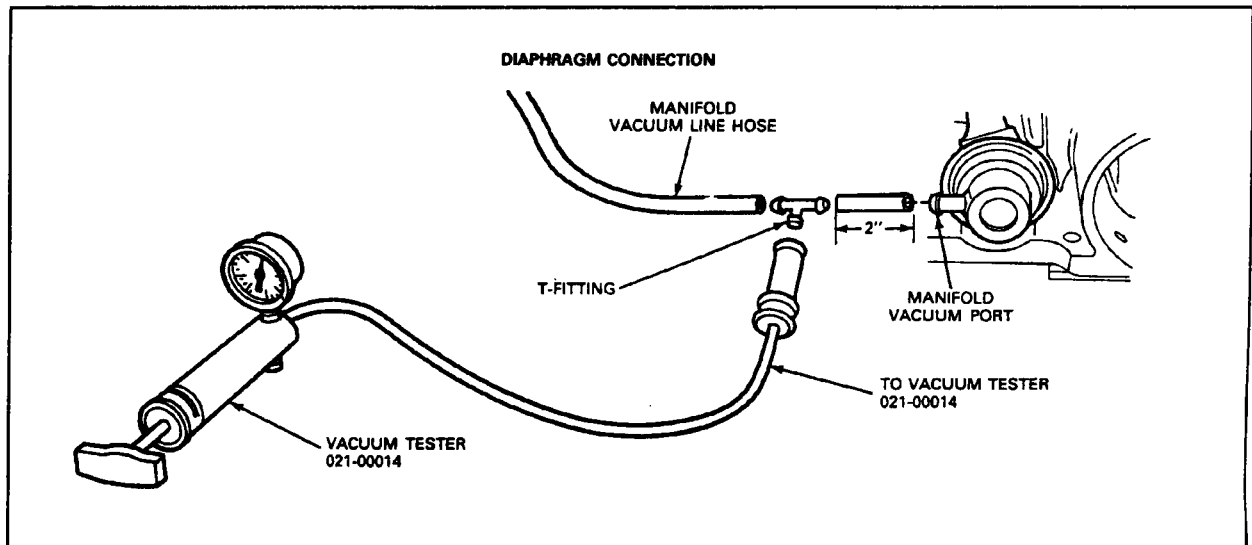 DIAPHRAGM CONNECTION
MANIFOLD
VACUUM LINE HOSE
2"
T-FITTING
MANIFOLD
VACUUM PORT
TO VACUUM TESTER
021-00014
VACUUM TESTER
021-00014